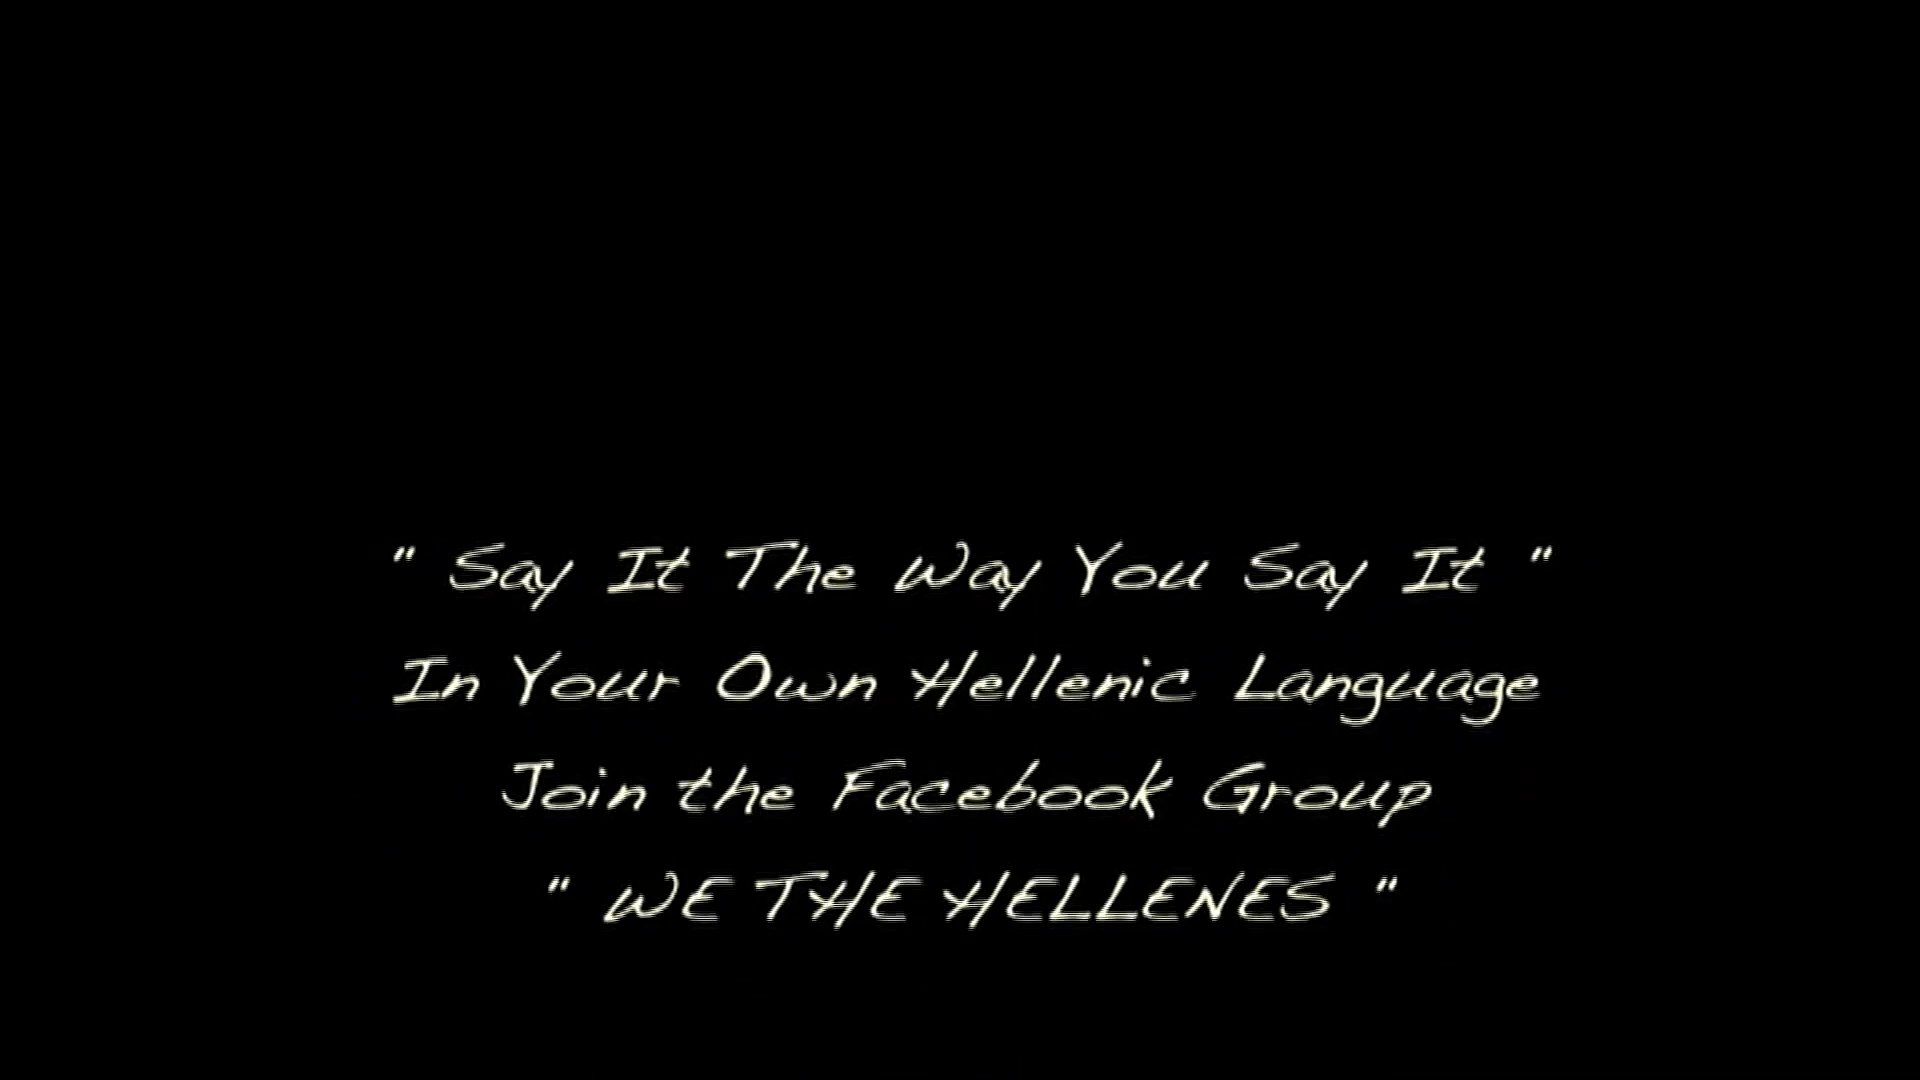 " Say It The Way You Say It "
In Your Own Hellenic Language
Join the Facebook Group
" WE THE HELLENES "